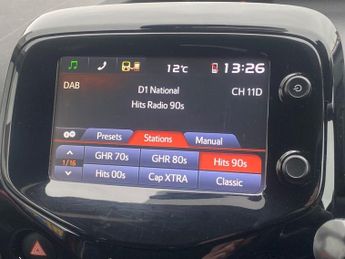 12°C 13:26
DAB D1 National CH 11D
Hits Radio 90s
Presets Stations Manual
GHR 70s GHR 80s Hits 90s
1/16
Hits 00s Cap XTRA Classic